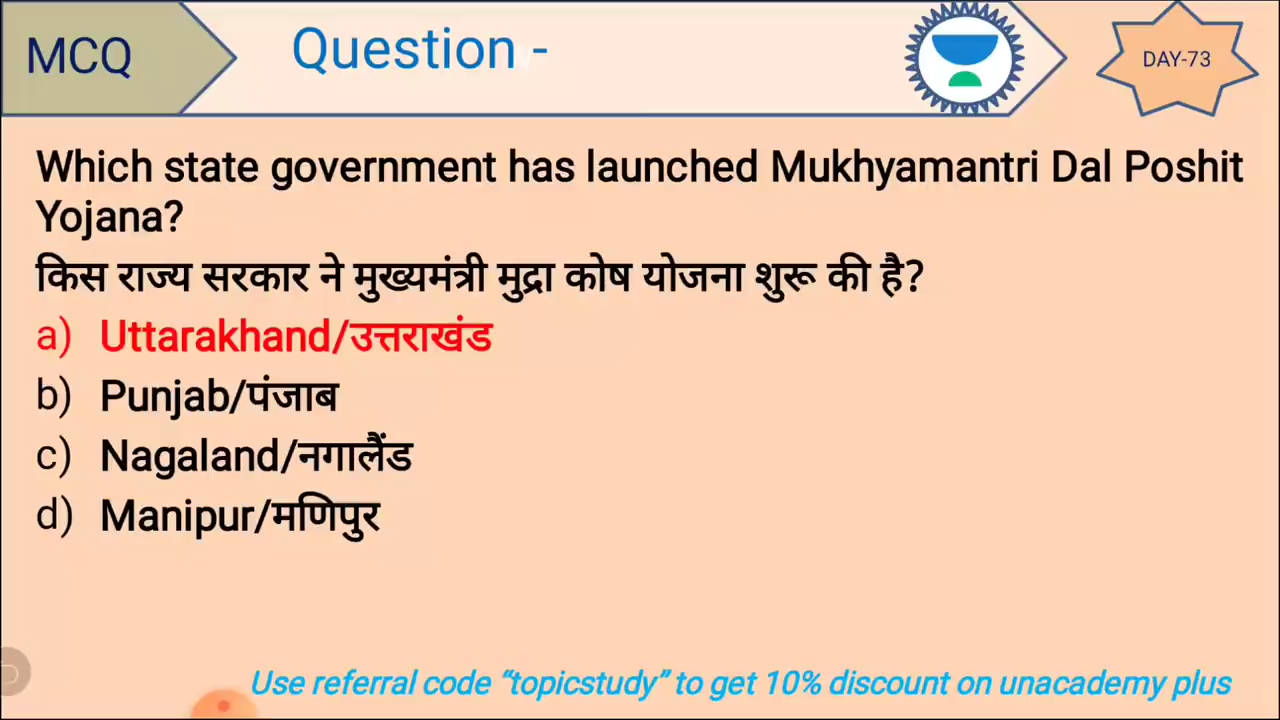 MCQ
Question -
DAY-73
Which state government has launched Mukhyamantri Dal Poshit
Yojana?
किस राज्य सरकार ने मुख्यमंत्री मुद्रा कोष योजना शुरू की है?
a) Uttarakhand/उत्तराखंड
b) Punjab/पंजाब
c) Nagaland/नगालैंड
d) Manipur/मणिपुर
Use referral code “topicstudy” to get 10% discount on unacademy plus